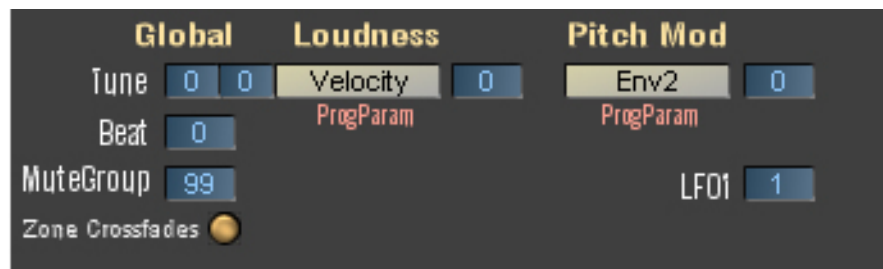 Global Loudness Pitch Mod
Tune 0 0 Velocity 0 Env2 0
ProgParam ProgParam
Beat 0
MuteGroup 99 LFO1 1
Zone Crossfades